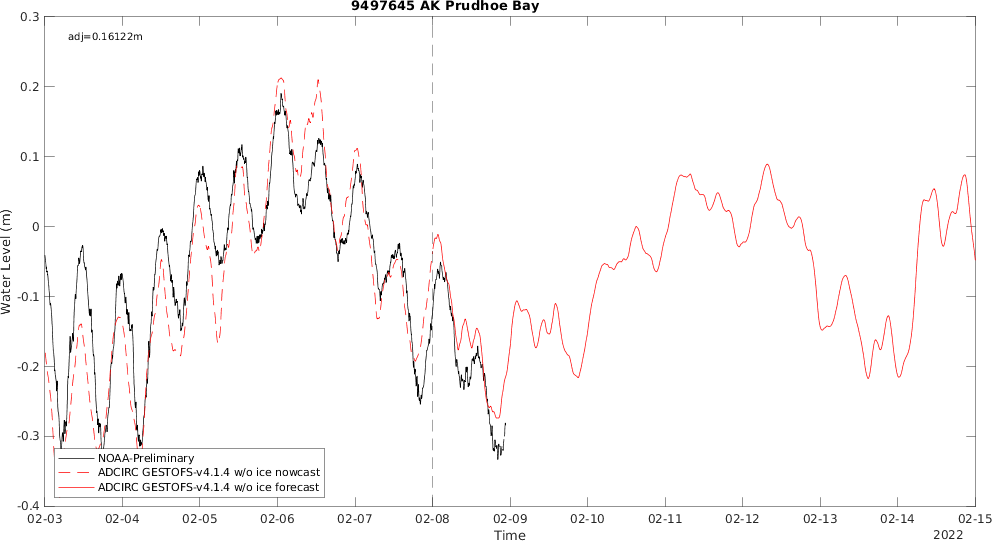 9497645 AK Prudhoe Bay
adj=0.16122m
Water Level (m)
0.3
0.2
0.1
0
-0.1
-0.2
-0.3
-0.4
NOAA-Preliminary
ADCIRC GESTOFS-v4.1.4 w/o ice nowcast
ADCIRC GESTOFS-v4.1.4 w/o ice forecast
02-03 02-04 02-05 02-06 02-07 02-08 02-09 02-10 02-11 02-12 02-13 02-14 02-15
Time
2022